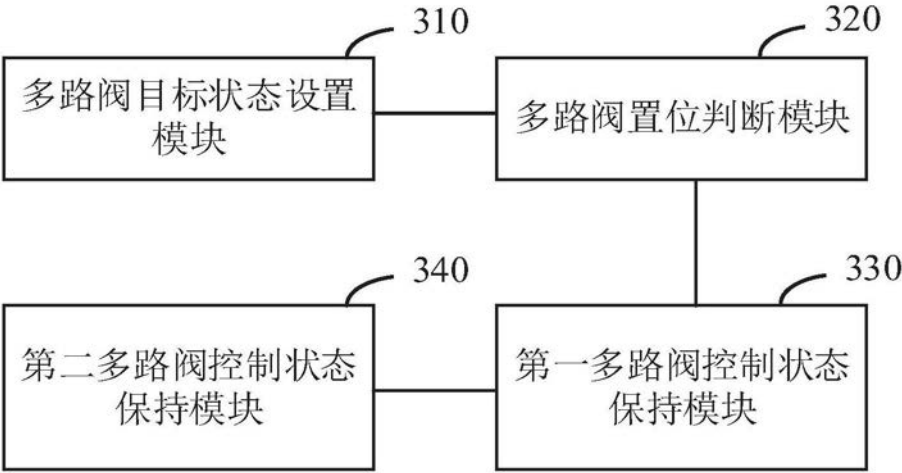 310
多路阀目标状态设置
模块
320
多路阀置位判断模块
340
第二多路阀控制状态
保持模块
330
第一多路阀控制状态
保持模块